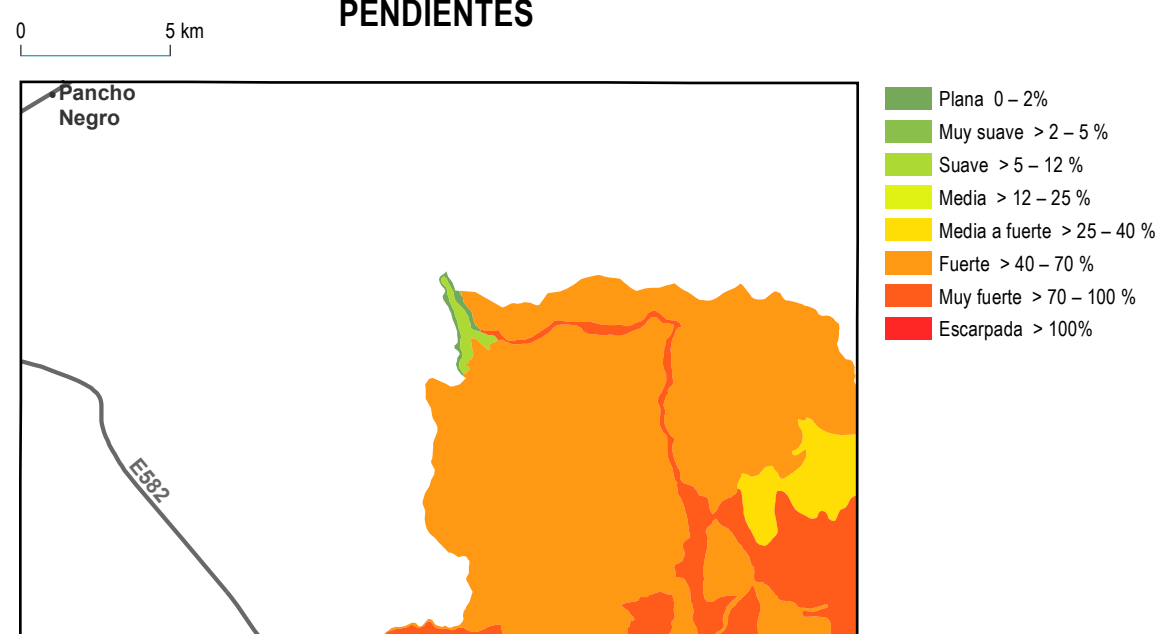 PENDIENTES
0 5 km
Pancho
Negro
E582
Plana 0 – 2%
Muy suave > 2 – 5 %
Suave > 5 – 12 %
Media > 12 – 25 %
Media a fuerte > 25 – 40 %
Fuerte > 40 – 70 %
Muy fuerte > 70 – 100 %
Escarpada > 100%